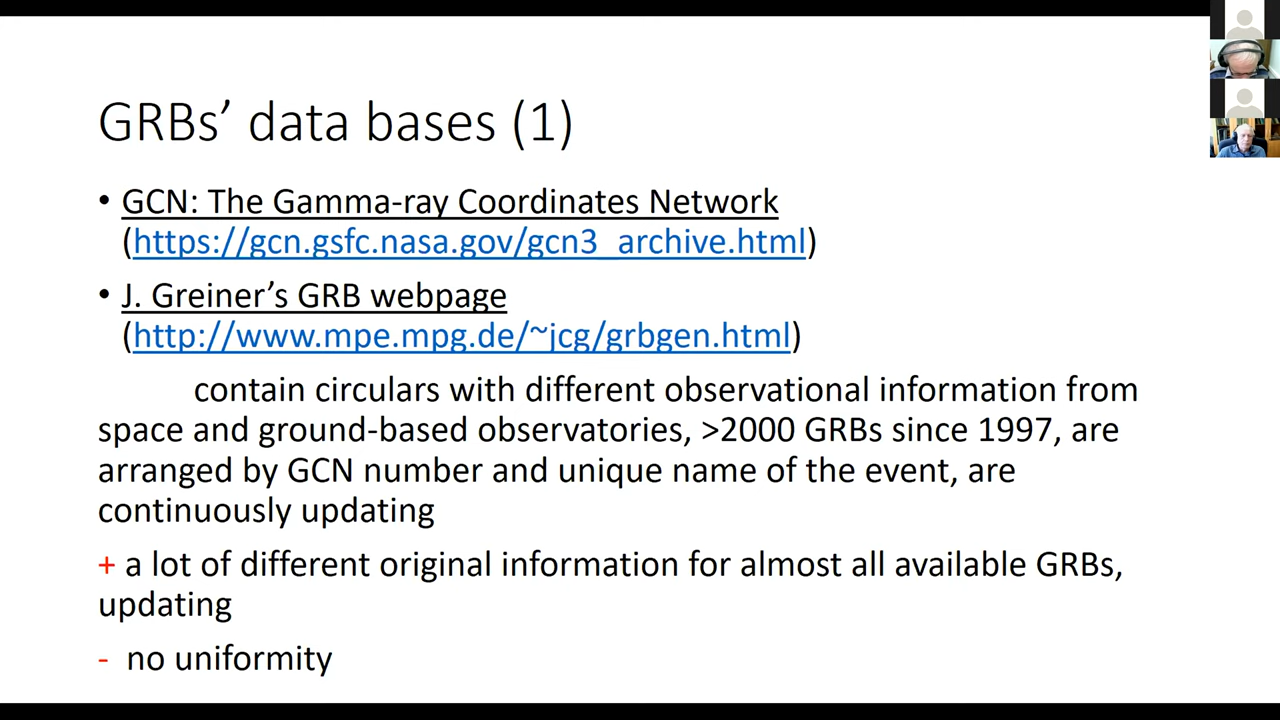 GRBs’ data bases (1)
• GCN: The Gamma-ray Coordinates Network
(https://gcn.gsfc.nasa.gov/gcn3_archive.html)
• J. Greiner’s GRB webpage
(http://www.mpe.mpg.de/~jcg/grbgen.html)
contain circulars with different observational information from
space and ground-based observatories, >2000 GRBs since 1997, are
arranged by GCN number and unique name of the event, are
continuously updating
+ a lot of different original information for almost all available GRBs,
updating
- no uniformity